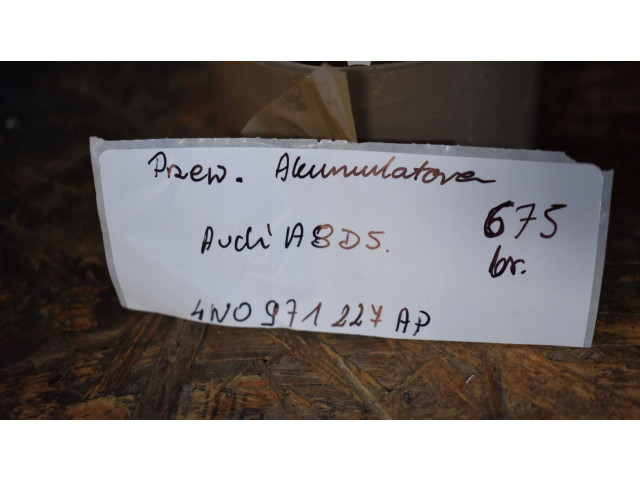 Przew. Akumulatora
Audi A8 D5.
675
br.
4N0 971 227 AP